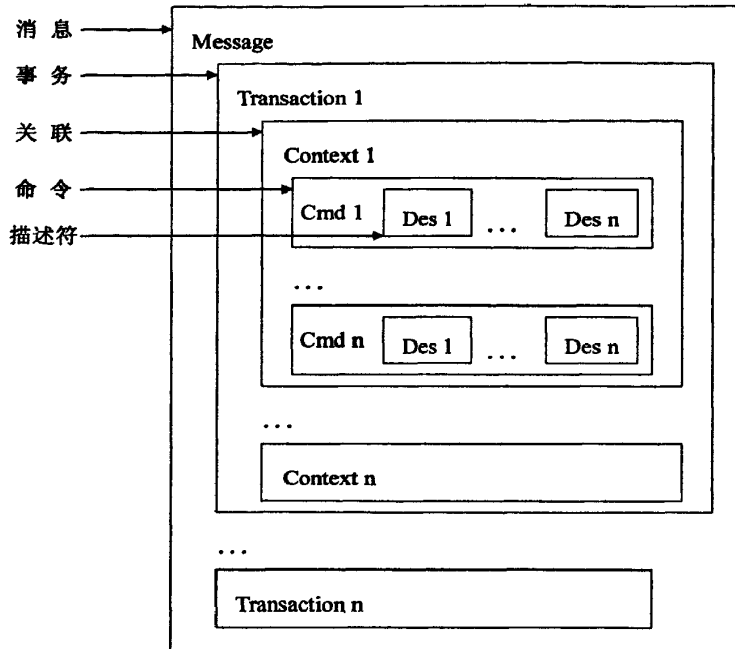 消 息
Message
事 务
Transaction 1
关 联
Context 1
命 令
Cmd 1 Des 1 ... Des n
描述符
...
Cmd n Des 1 ... Des n
...
Context n
...
Transaction n